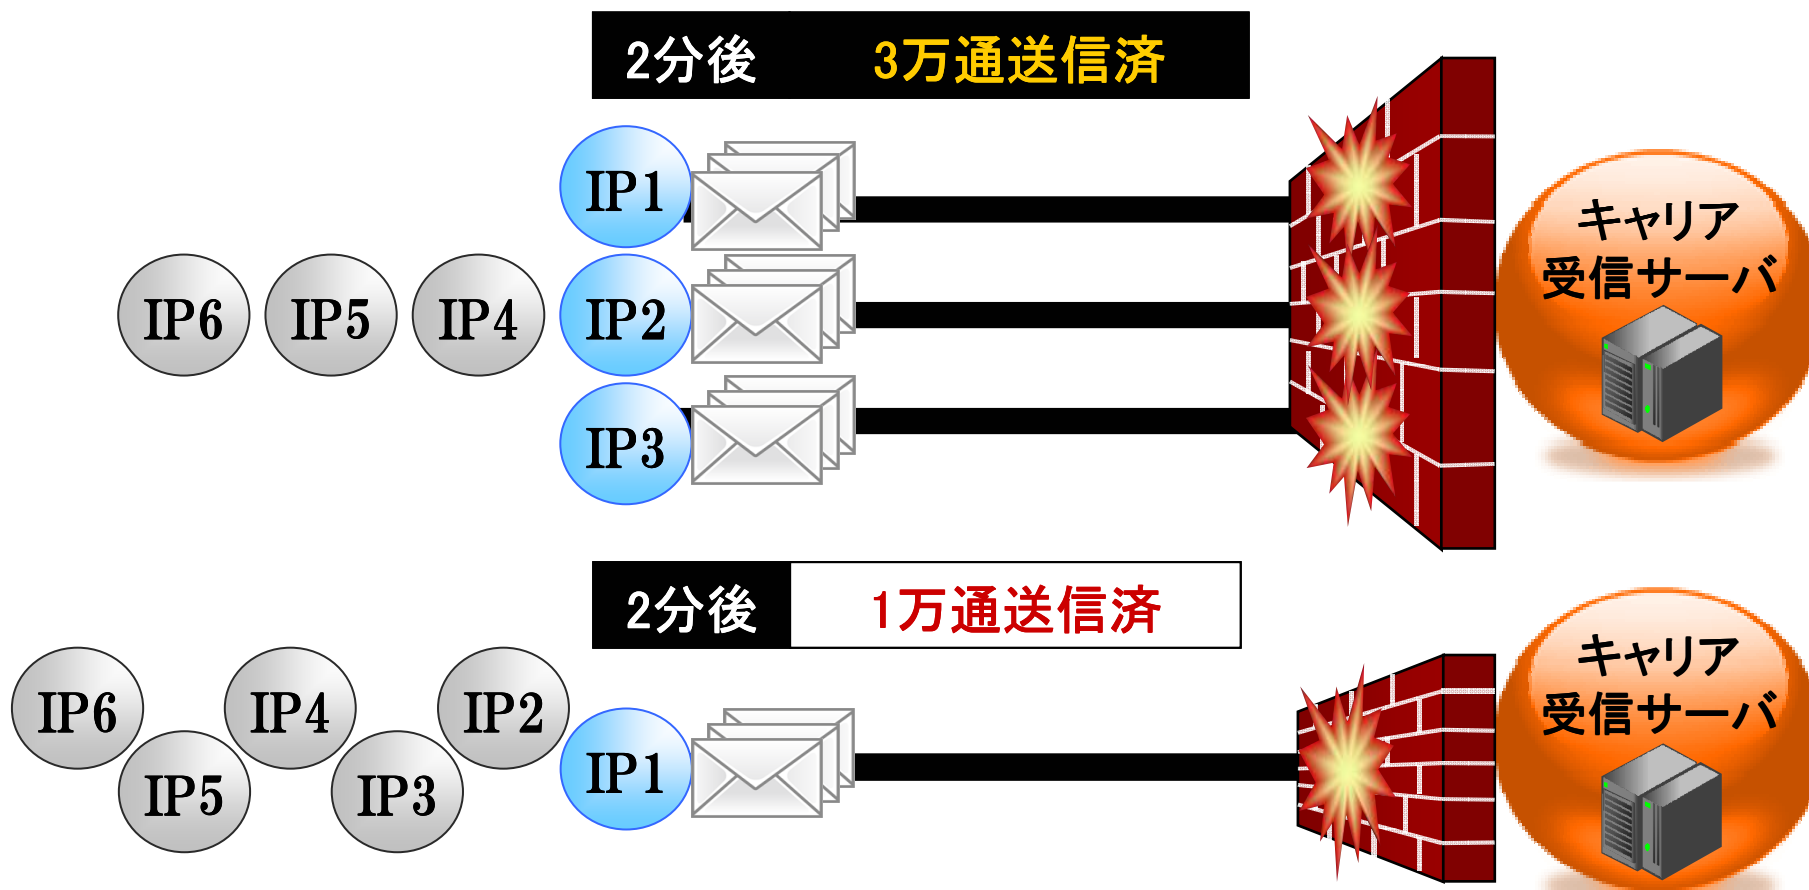 2分後 3万通送信済
IP1
キャリア
受信サーバ
IP6 IP5 IP4 IP2
IP3
2分後 1万通送信済
キャリア
受信サーバ
IP6 IP4 IP2
IP1
IP5 IP3